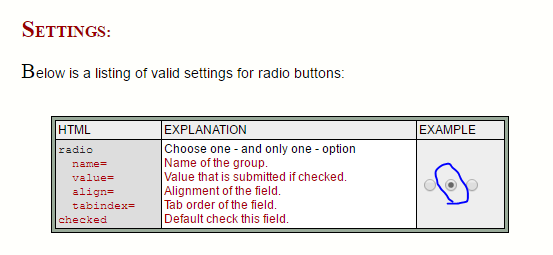 SETTINGS:
Below is a listing of valid settings for radio buttons:
HTML EXPLANATION EXAMPLE
radio Choose one - and only one - option
name= Name of the group.
value= Value that is submitted if checked.
align= Alignment of the field.
tabindex= Tab order of the field.
checked Default check this field.